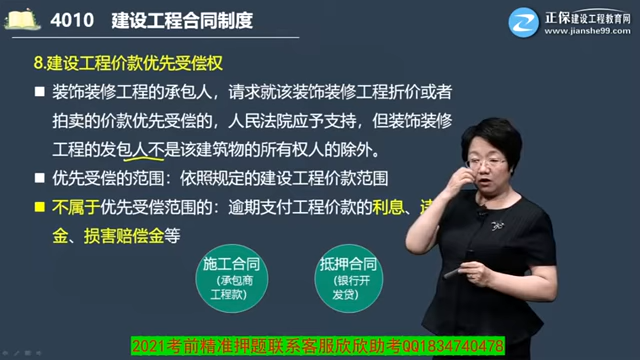 4010 建设工程合同制度
正保建设工程教育网
www.jianshe99.com
8.建设工程价款优先受偿权
装饰装修工程的承包人，请求就该装饰装修工程折价或者
拍卖的价款优先受偿的，人民法院应予支持，但装饰装修
工程的发包人不是该建筑物的所有权人的除外。
优先受偿的范围：依照规定的建设工程价款范围
不属于优先受偿范围的：逾期支付工程价款的利息、
金、损害赔偿金等
施工合同
(承包商
工程款)
抵押合同
(银行开
发贷)
2021考前精准押题联系客服欣欣助考QQ1834740478